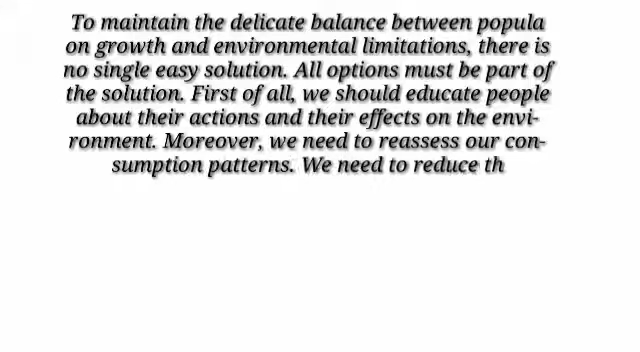 To maintain the delicate balance between popula
on growth and environmental limitations, there is
no single easy solution. All options must be part of
the solution. First of all, we should educate people
about their actions and their effects on the envi-
ronment. Moreover, we need to reassess our con-
sumption patterns. We need to reduce th